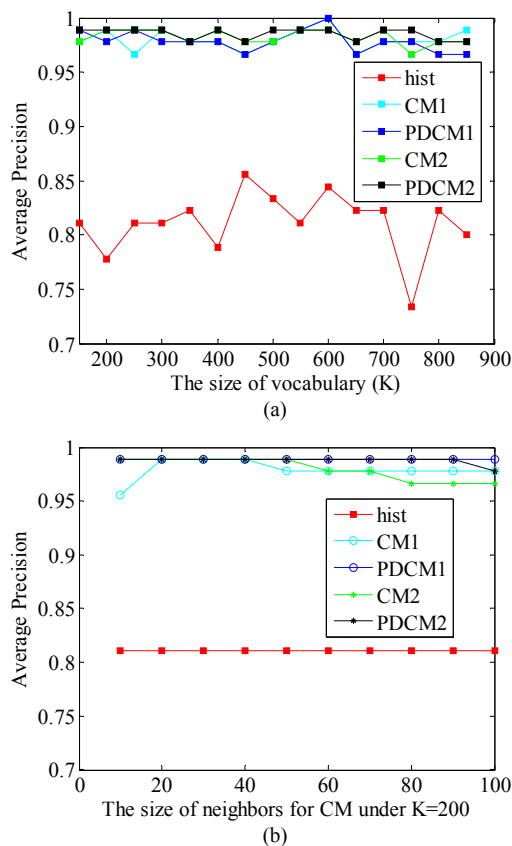 1
0.95
0.9
0.85
0.8
0.75
0.7
Average Precision
hist
CM1
PDCM1
CM2
PDCM2
200 300 400 500 600 700 800 900
The size of vocabulary (K)
(a)
1
0.95
0.9
0.85
0.8
0.75
0.7
Average Precision
hist
CM1
PDCM1
CM2
PDCM2
0 20 40 60 80 100
The size of neighbors for CM under K=200
(b)